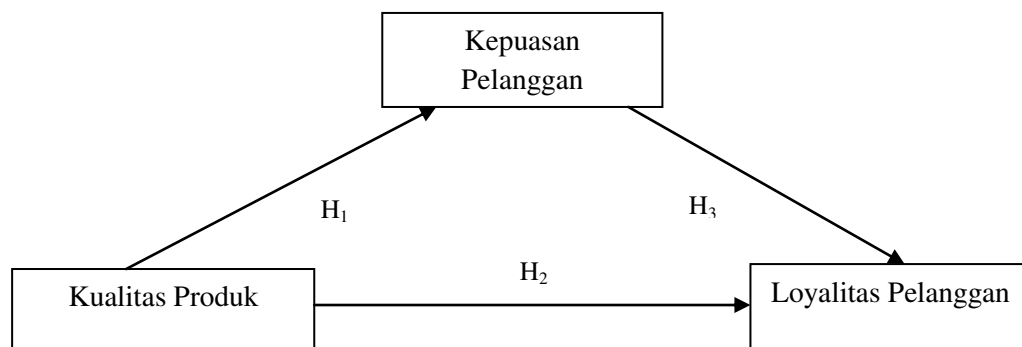 Kepuasan
Pelanggan
H₁
H₃
H₂
Kualitas Produk
Loyalitas Pelanggan